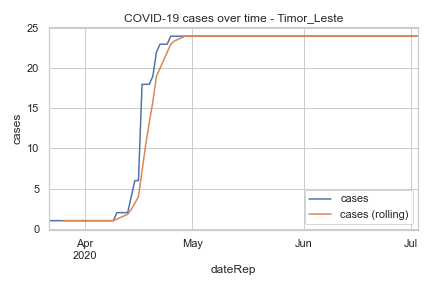 COVID-19 cases over time - Timor_Leste
25
20
15
10
5
0
cases
cases
cases (rolling)
Apr
2020
May
Jun
Jul
dateRep